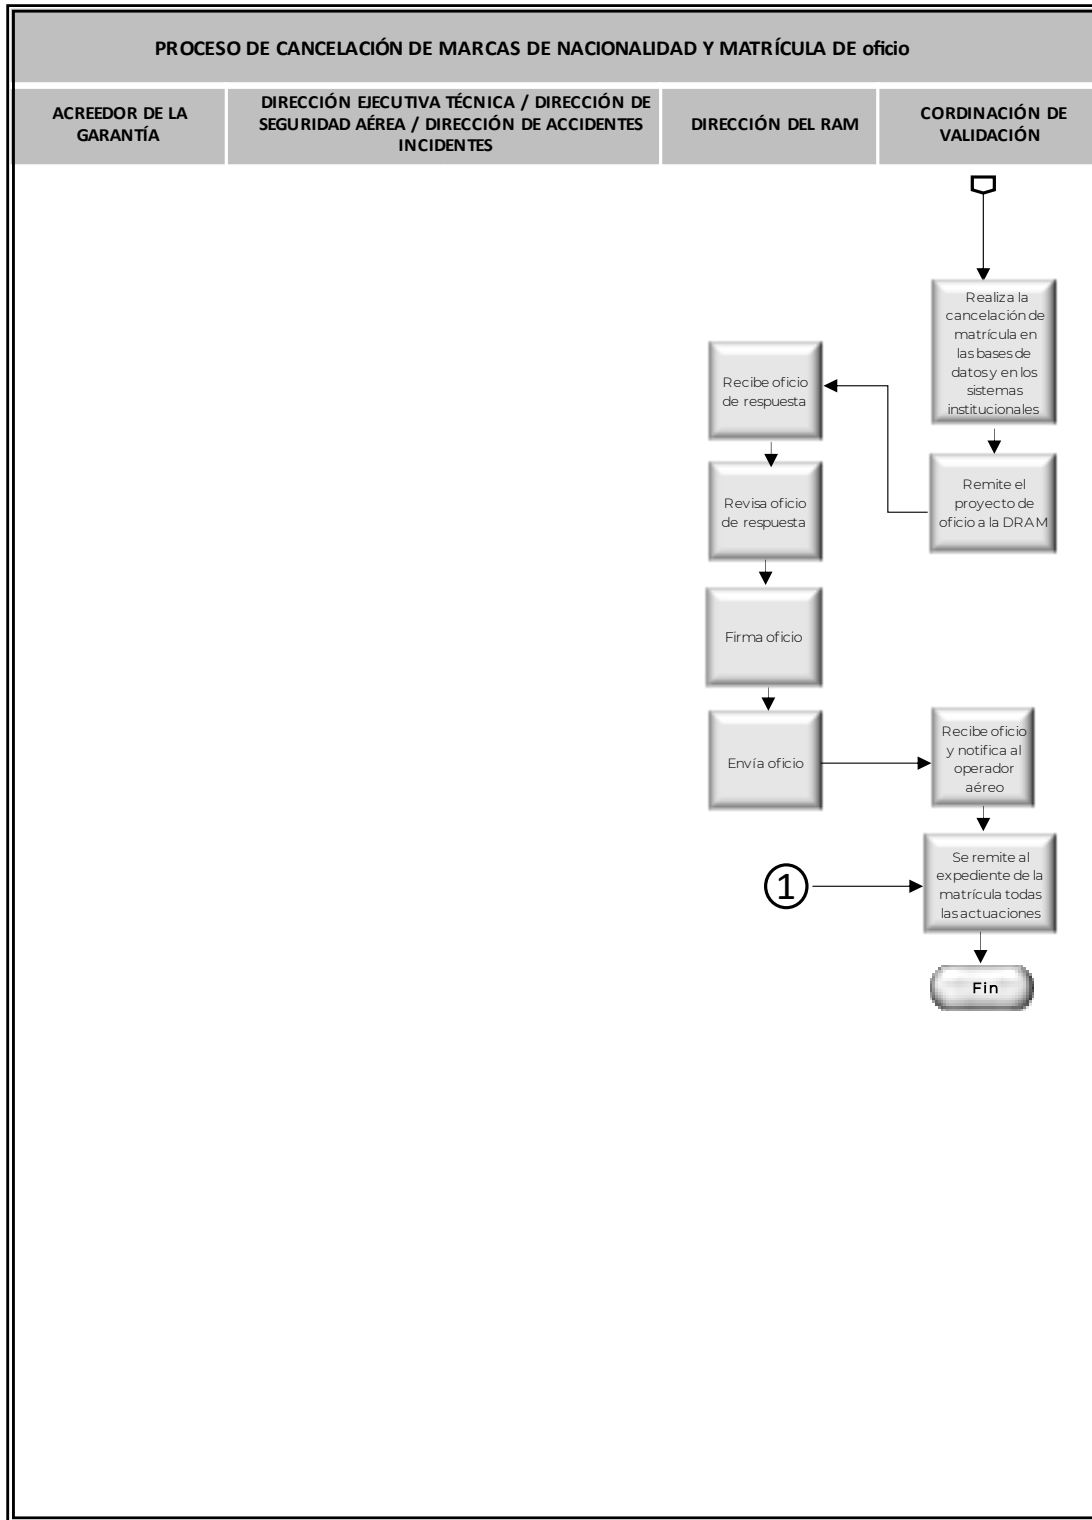 PROCESO DE CANCELACIÓN DE MARCAS DE NACIONALIDAD Y MATRÍCULA DE oficio
ACREEDOR DE LA
GARANTÍA
DIRECCIÓN EJECUTIVA TÉCNICA / DIRECCIÓN DE
SEGURIDAD AÉREA / DIRECCIÓN DE ACCIDENTES
INCIDENTES
DIRECCIÓN DEL RAM
CORDINACIÓN DE
VALIDACIÓN
Realiza la
cancelación de
matrícula en
las bases de
datos y en los
sistemas
institucionales
Remite el
proyecto de
oficio a la DRAM
Recibe oficio
de respuesta
Revisa oficio
de respuesta
Firma oficio
Envía oficio
Recibe oficio
y notifica al
operador
aéreo
1
Se remite al
expediente de la
matrícula todas
las actuaciones
Fin